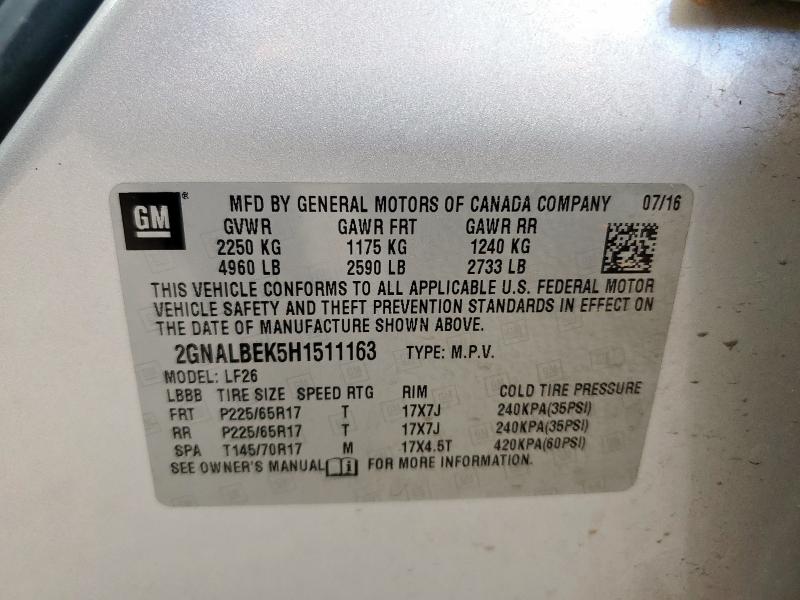 GM ® MFD BY GENERAL MOTORS OF CANADA COMPANY 07/16
GVWR GAWR FRT GAWR RR
2250 KG 1175 KG 1240 KG
4960 LB 2590 LB 2733 LB
THIS VEHICLE CONFORMS TO ALL APPLICABLE U.S. FEDERAL MOTOR
VEHICLE SAFETY AND THEFT PREVENTION STANDARDS IN EFFECT ON
THE DATE OF MANUFACTURE SHOWN ABOVE.
2GNALBEK5H1511163 TYPE: M.P.V.
MODEL: LF26
LBBB TIRE SIZE SPEED RTG RIM COLD TIRE PRESSURE
FRT P225/65R17 T 17X7J 240KPA(35PSI)
RR P225/65R17 T 17X7J 240KPA(35PSI)
SPA T145/70R17 M 17X4.5T 420KPA(60PSI)
SEE OWNER'S MANUAL FOR MORE INFORMATION.